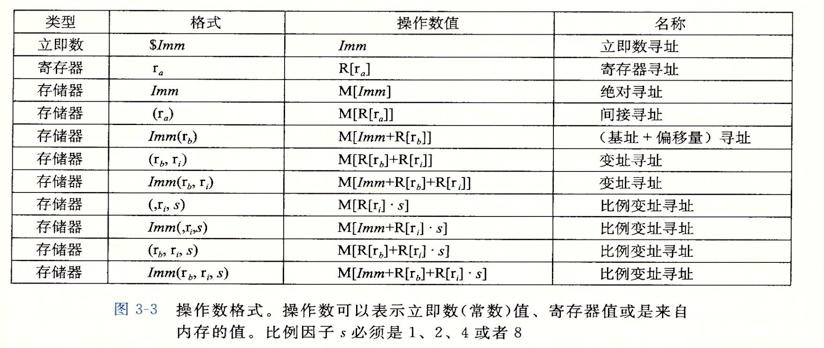 类型 格式 操作数值 名称
立即数 $Imm Imm 立即数寻址
寄存器 rₐ R[rₐ] 寄存器寻址
存储器 Imm M[Imm] 绝对寻址
存储器 (rₐ) M[R[rₐ]] 间接寻址
存储器 Imm(r_b) M[Imm+R[r_b]] （基址+偏移量）寻址
存储器 (r_b, r_i) M[R[r_b]+R[r_i]] 变址寻址
存储器 Imm(r_b, r_i) M[Imm+R[r_b]+R[r_i]] 变址寻址
存储器 (,r_i, s) M[R[r_i]·s] 比例变址寻址
存储器 Imm(,r_i,s) M[Imm+R[r_i]·s] 比例变址寻址
存储器 (r_b, r_i, s) M[R[r_b]+R[r_i]·s] 比例变址寻址
存储器 Imm(r_b, r_i, s) M[Imm+R[r_b]+R[r_i]·s] 比例变址寻址
图 3-3 操作数格式。操作数可以表示立即数(常数)值、寄存器值或是来自
内存的值。比例因子 s 必须是 1、2、4 或者 8